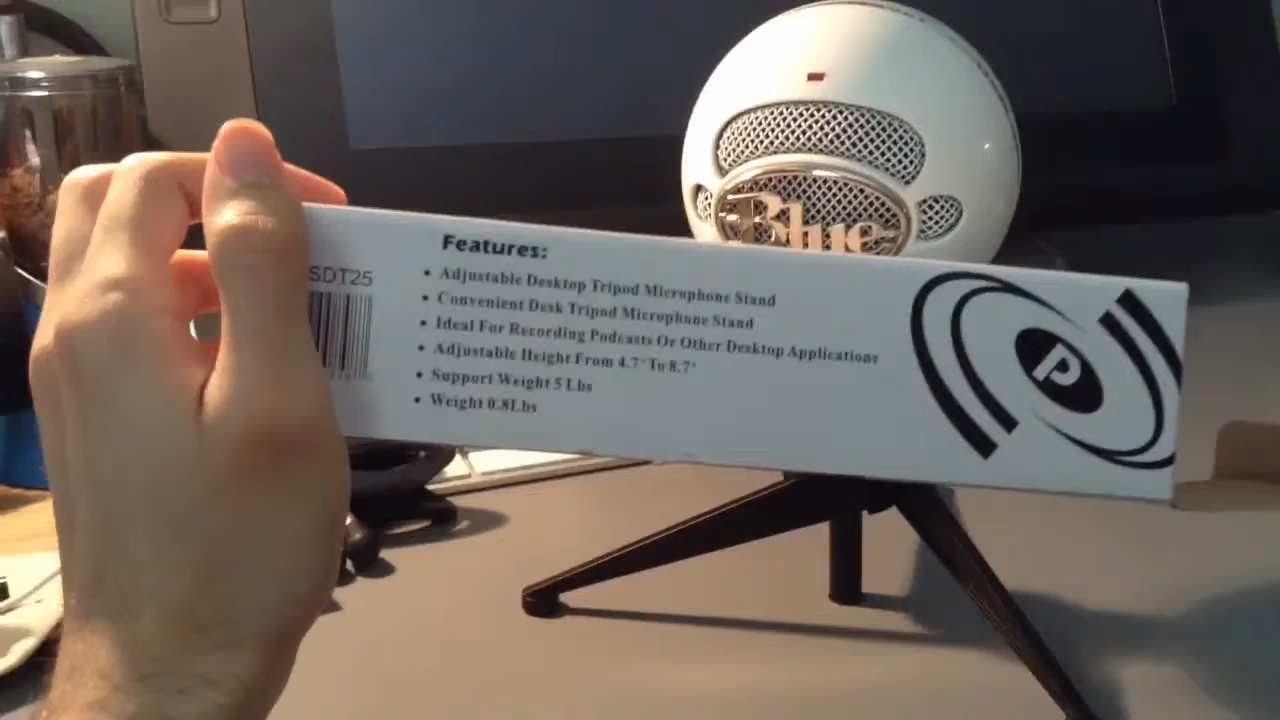 Blue
Features:
SDT25
• Adjustable Desktop Tripod Microphone Stand
• Convenient Desk Tripod Microphone Stand
• Ideal For Recording Podcasts Or Other Desktop Applications
• Adjustable Height From 4.7" To 8.7"
• Support Weight 5 Lbs
• Weight 0.8Lbs
P